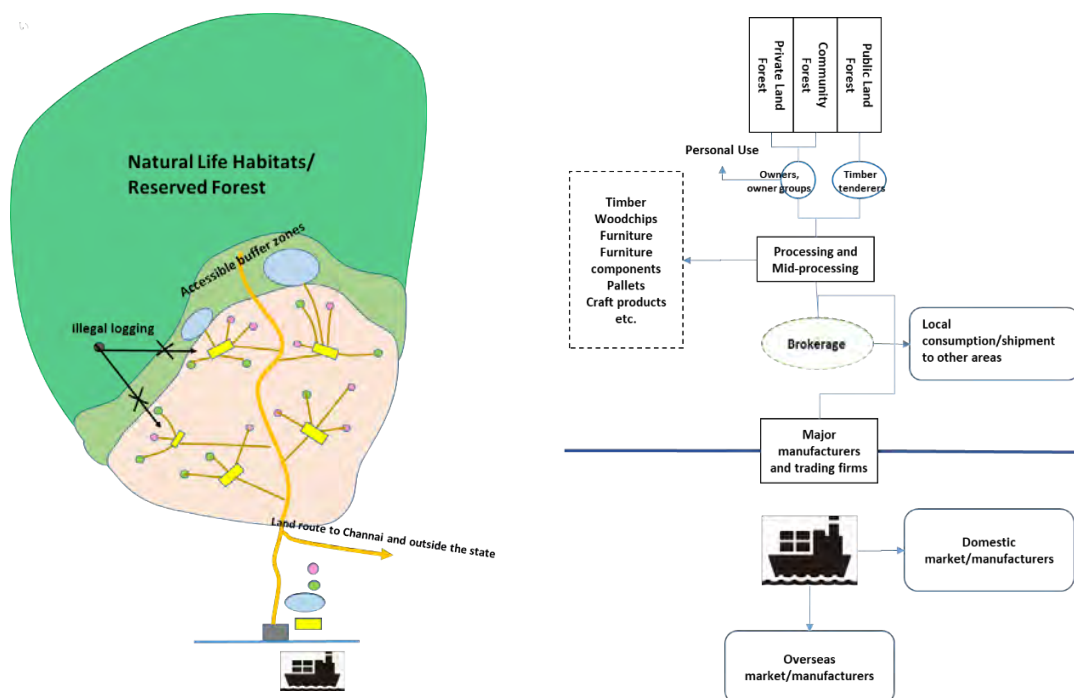 Natural Life Habitats/
Reserved Forest
Accessible buffer zones
illegal logging
Land route to Channai and outside the state
Private Land
Forest
Community
Forest
Public Land
Forest
Personal Use
Owners,
owner groups
Timber
tenderers
Timber
Woodchips
Furniture
Furniture
components
Pallets
Craft products
etc.
Processing and
Mid-processing
Brokerage
Local
consumption/shipment
to other areas
Major
manufacturers
and trading firms
Domestic
market/manufacturers
Overseas
market/manufacturers